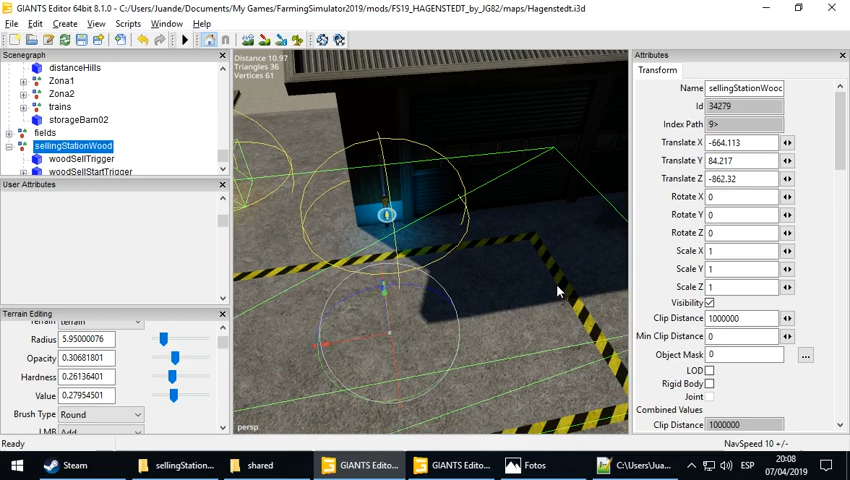 GIANTS Editor 64bit 8.1.0 - C:/Users/Juande/Documents/My Games/FarmingSimulator2019/mods/FS19_HAGENSTEDT_by_JG82/maps/Hagenstedt.i3d
File Edit Create View Scripts Window Help
Scenegraph
distanceHills
Zona1
Zona2
trains
storageBarn02
fields
sellingStationWood
woodSellTrigger
woodSellStartTrigger
User Attributes
Terrain Editing
Terrain terrain
Radius 5.95000076
Opacity 0.30681801
Hardness 0.26136401
Value 0.27954501
Brush Type Round
LMB Add
Distance 10.97
Triangles 36
Vertices 61
persp
Attributes
Transform
Name sellingStationWooc
Id 34279
Index Path 9>
Translate X -664.113
Translate Y 84.217
Translate Z -862.32
Rotate X 0
Rotate Y 0
Rotate Z 0
Scale X 1
Scale Y 1
Scale Z 1
Visibility
Clip Distance 1000000
Min Clip Distance 0
Object Mask 0 ...
LOD
Rigid Body
Joint
Combined Values
Clip Distance 1000000
Ready
NavSpeed 10 +/-
Steam
sellingStation...
shared
GIANTS Edito...
GIANTS Edito...
Fotos
C:\Users\Jua...
ESP
20:08
07/04/2019